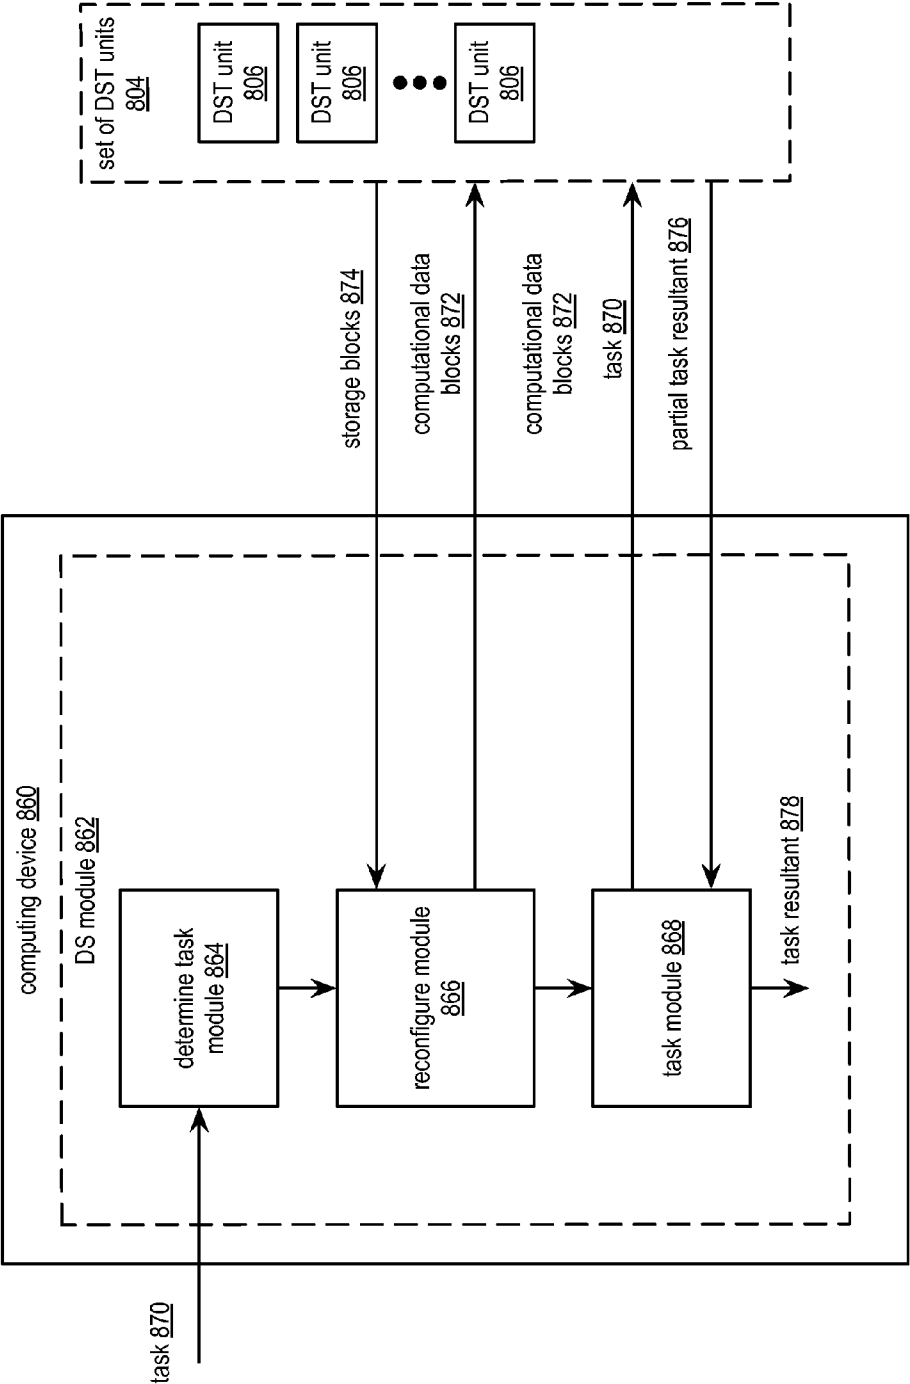 computing device 860
DS module 862
task 870
determine task
module 864
reconfigure module
866
task module 868
task resultant 878
storage blocks 874
computational data
blocks 872
computational data
blocks 872
task 870
partial task resultant 876
set of DST units
804
DST unit
806
DST unit
806
DST unit
806